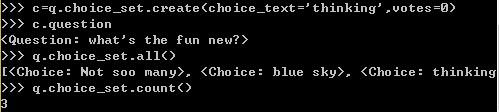 >>> c=q.choice_set.create(choice_text='thinking',votes=0)
>>> c.question
<Question: what's the fun new?>
>>> q.choice_set.all()
[<Choice: Not soo many>, <Choice: blue sky>, <Choice: thinking
>>> q.choice_set.count()
3